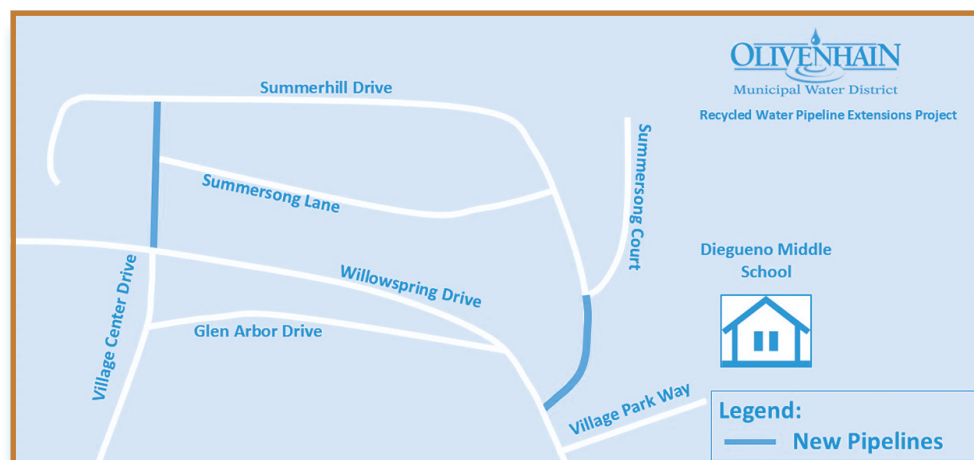 OLIVENHAIN
Municipal Water District
Recycled Water Pipeline Extensions Project
Summerhill Drive
Summersong Court
Summersong Lane
Diegueno Middle
School
Willowspring Drive
Village Center Drive
Glen Arbor Drive
Village Park Way
Legend:
New Pipelines